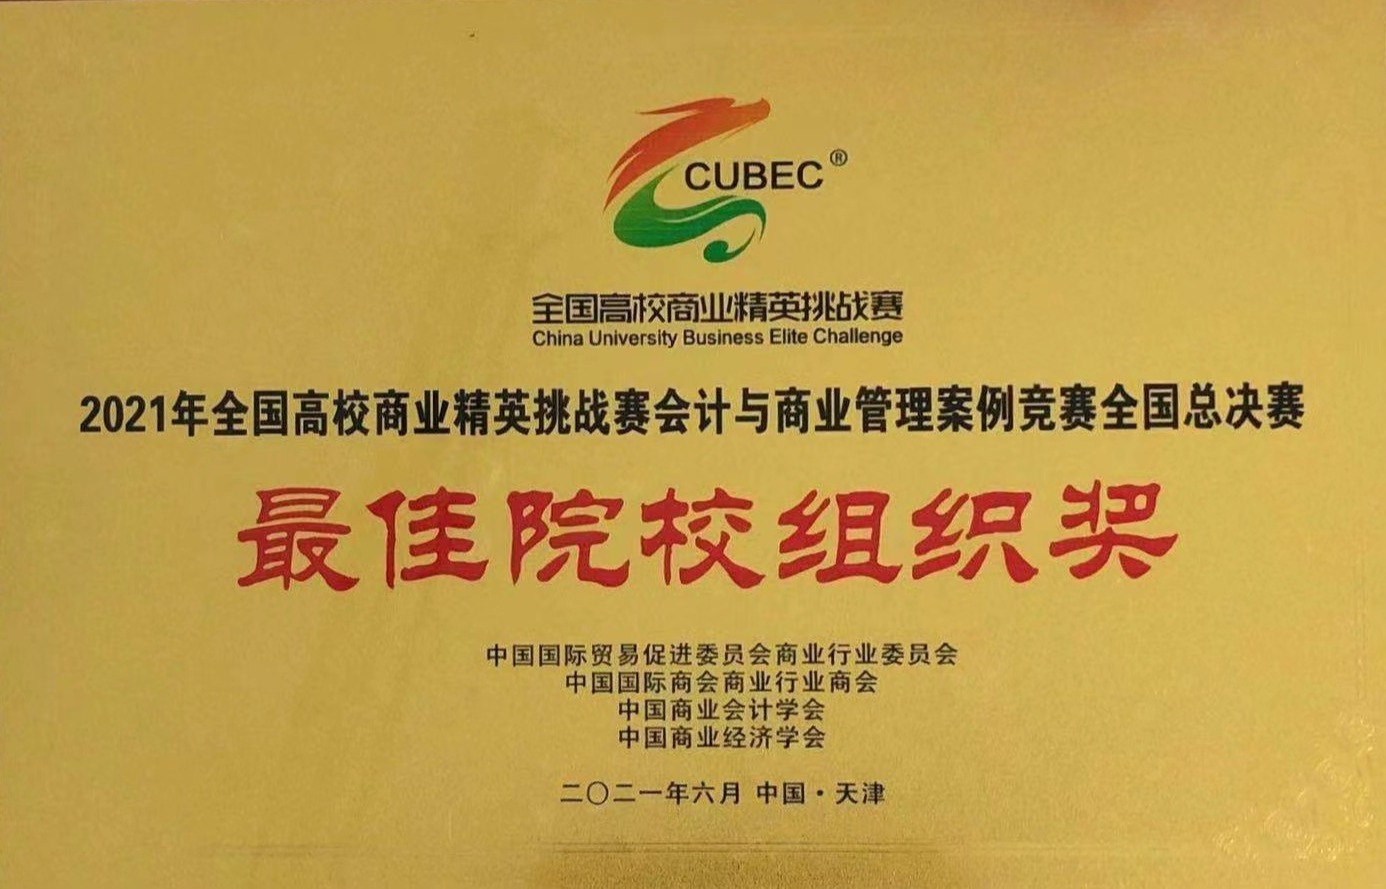 CUBEC®
全国高校商业精英挑战赛
China University Business Elite Challenge
2021年全国高校商业精英挑战赛会计与商业管理案例竞赛全国总决赛
最佳院校组织奖
中国国际贸易促进委员会商业行业委员会
中国国际商会商业行业商会
中国商业会计学会
中国商业经济学会
二〇二一年六月 中国·天津